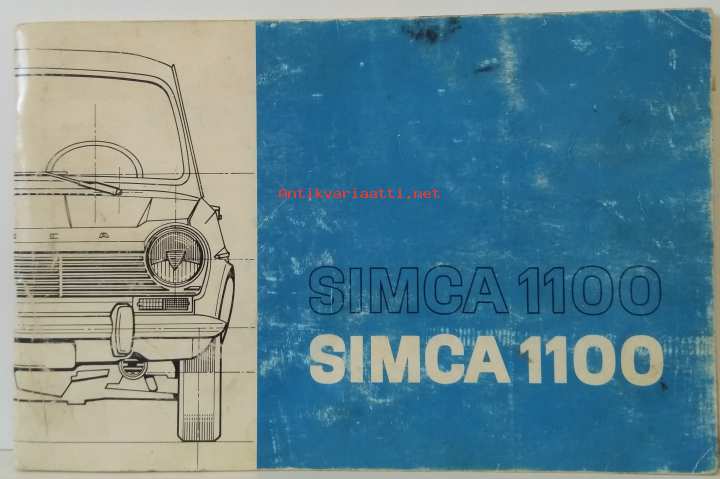 Antikvariaatti.net
C A
SIMCA 1100
SIMCA 1100